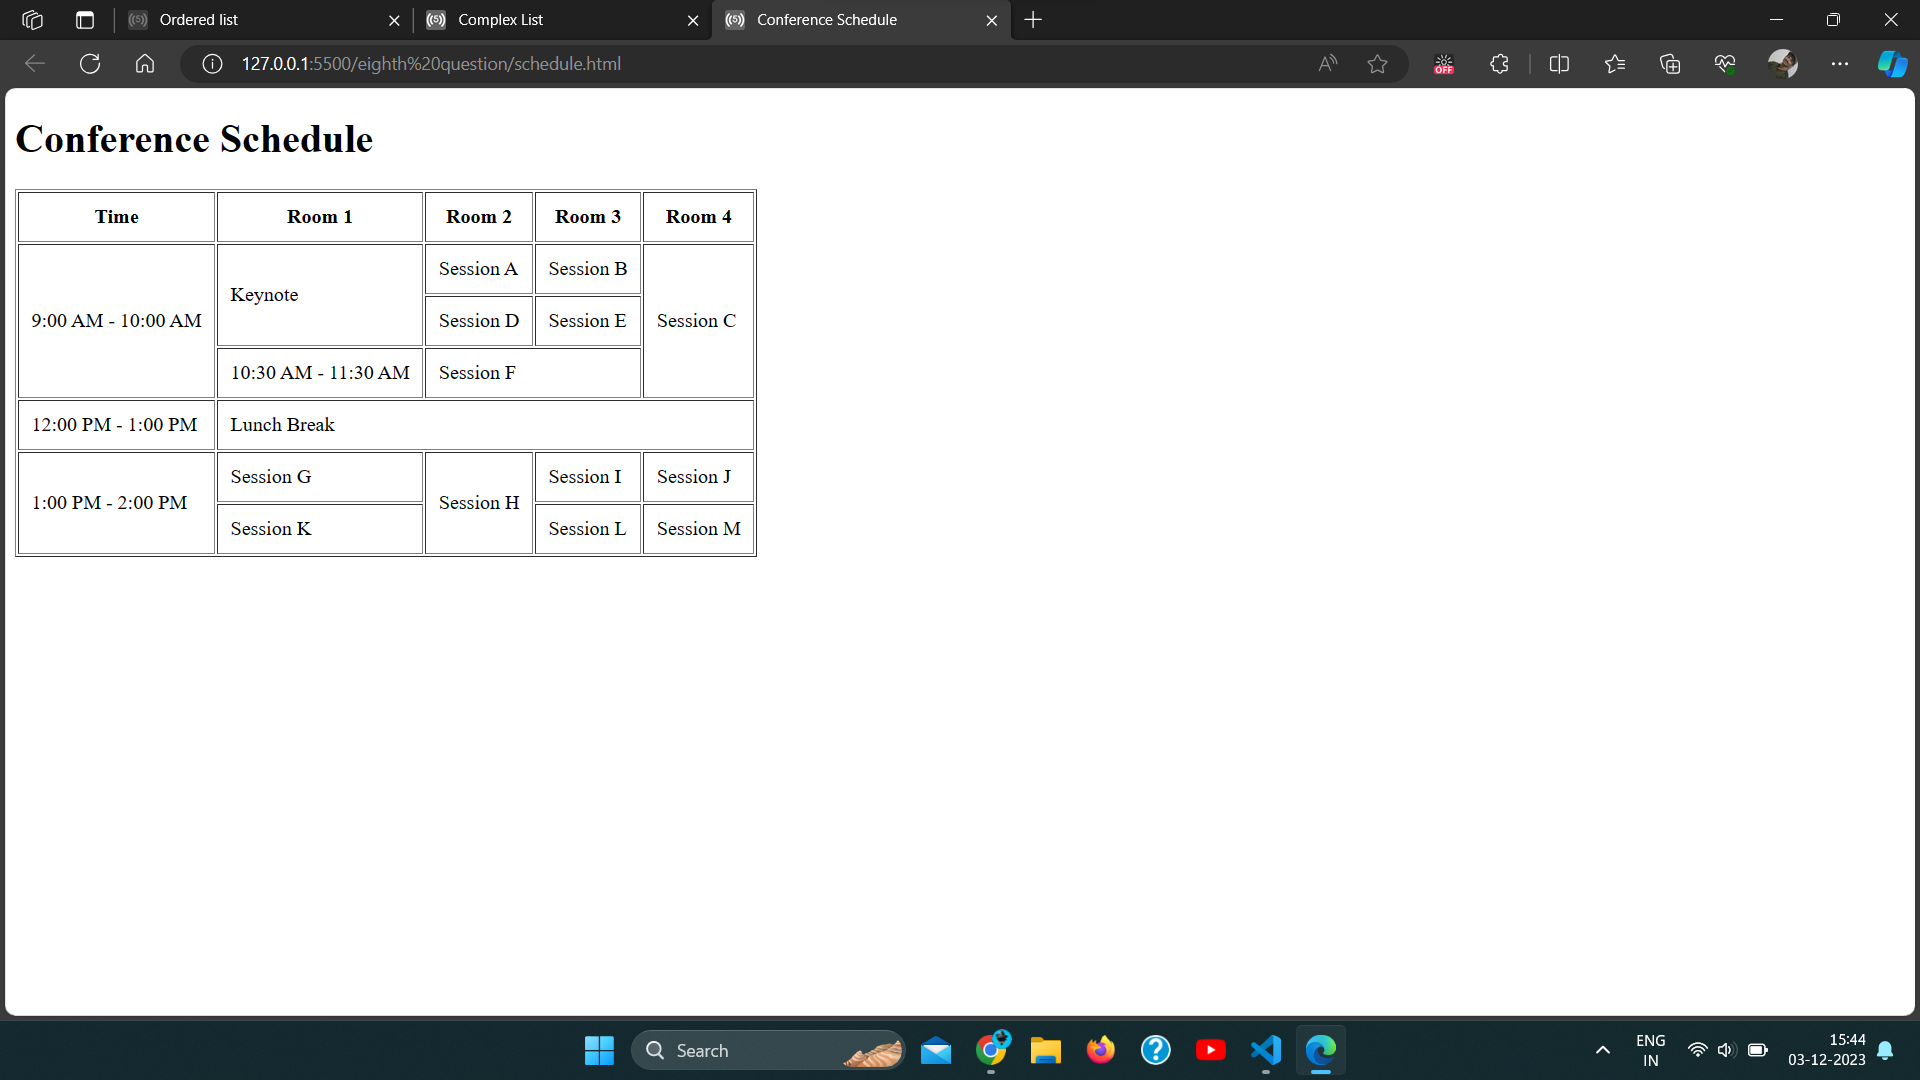 Ordered list
Complex List
Conference Schedule
127.0.0.1:5500/eighth%20question/schedule.html
OFF
Conference Schedule
Time Room 1 Room 2 Room 3 Room 4
9:00 AM - 10:00 AM Keynote Session A Session B Session C
Session D Session E
10:30 AM - 11:30 AM Session F
12:00 PM - 1:00 PM Lunch Break
1:00 PM - 2:00 PM Session G Session H Session I Session J
Session K Session L Session M
Search
ENG
IN
15:44
03-12-2023